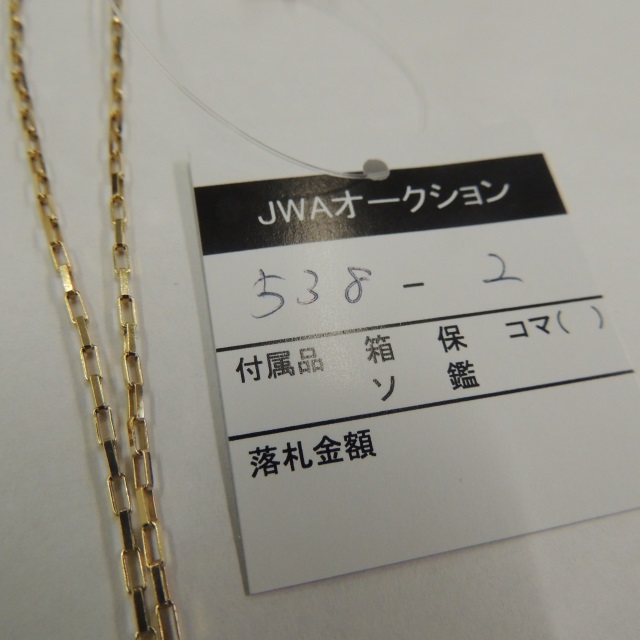 JWAオークション
538-2
付属品 箱 保 コマ( )
ソ 鑑
落札金額